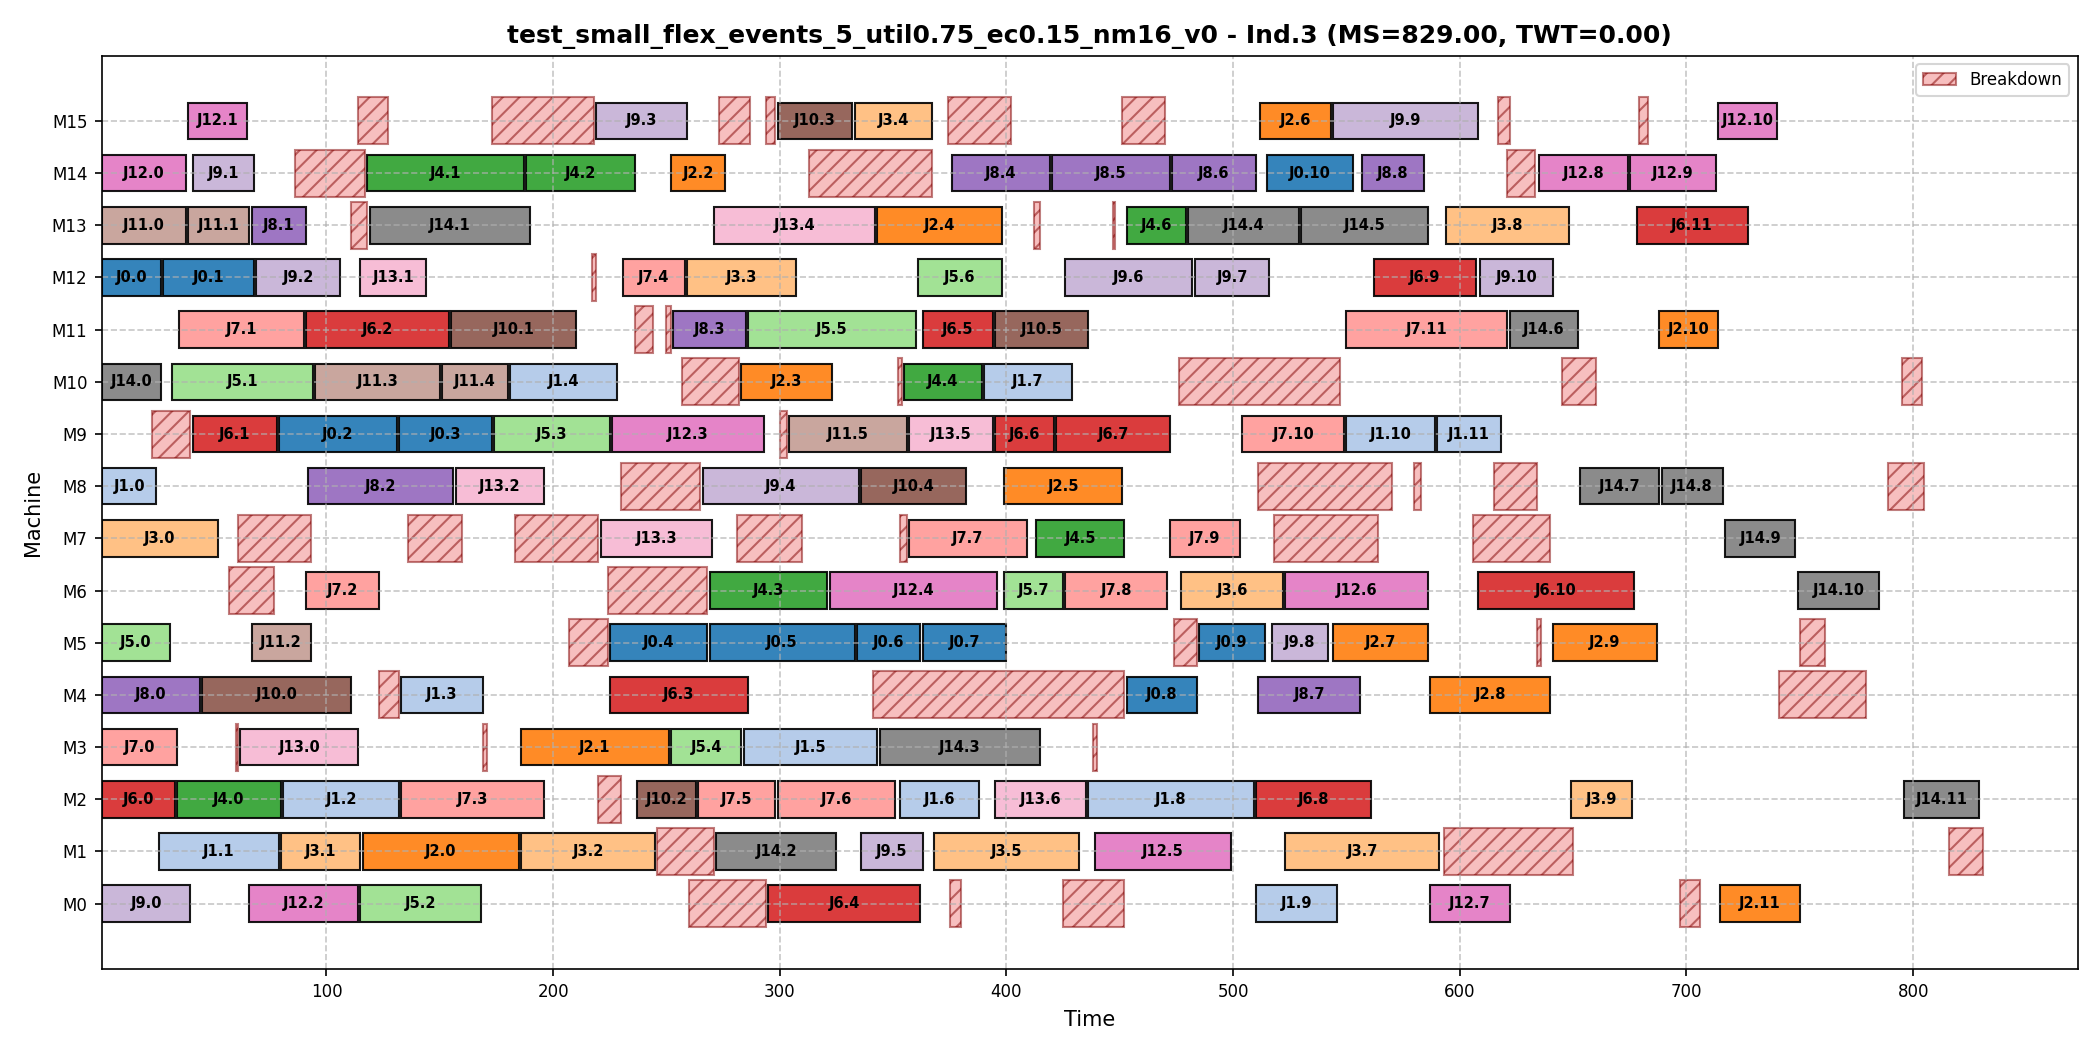 test_small_flex_events_5_util0.75_ec0.15_nm16_v0 - Ind.3 (MS=829.00, TWT=0.00)
Breakdown
M15 J12.1 J9.3 J10.3 J3.4 J2.6 J9.9 J12.10
M14 J12.0 J9.1 J4.1 J4.2 J2.2 J8.4 J8.5 J8.6 J0.10 J8.8 J12.8 J12.9
M13 J11.0 J11.1 J8.1 J14.1 J13.4 J2.4 J4.6 J14.4 J14.5 J3.8 J6.11
M12 J0.0 J0.1 J9.2 J13.1 J7.4 J3.3 J5.6 J9.6 J9.7 J6.9 J9.10
M11 J7.1 J6.2 J10.1 J8.3 J5.5 J6.5 J10.5 J7.11 J14.6 J2.10
M10 J14.0 J5.1 J11.3 J11.4 J1.4 J2.3 J4.4 J1.7
M9 J6.1 J0.2 J0.3 J5.3 J12.3 J11.5 J13.5 J6.6 J6.7 J7.10 J1.10 J1.11
M8 J1.0 J8.2 J13.2 J9.4 J10.4 J2.5 J14.7 J14.8
M7 J3.0 J13.3 J7.7 J4.5 J7.9 J14.9
M6 J7.2 J4.3 J12.4 J5.7 J7.8 J3.6 J12.6 J6.10 J14.10
M5 J5.0 J11.2 J0.4 J0.5 J0.6 J0.7 J0.9 J9.8 J2.7 J2.9
M4 J8.0 J10.0 J1.3 J6.3 J0.8 J8.7 J2.8
M3 J7.0 J13.0 J2.1 J5.4 J1.5 J14.3
M2 J6.0 J4.0 J1.2 J7.3 J10.2 J7.5 J7.6 J1.6 J13.6 J1.8 J6.8 J3.9 J14.11
M1 J1.1 J3.1 J2.0 J3.2 J14.2 J9.5 J3.5 J12.5 J3.7
M0 J9.0 J12.2 J5.2 J6.4 J1.9 J12.7 J2.11
100 200 300 400 500 600 700 800
Time
Machine